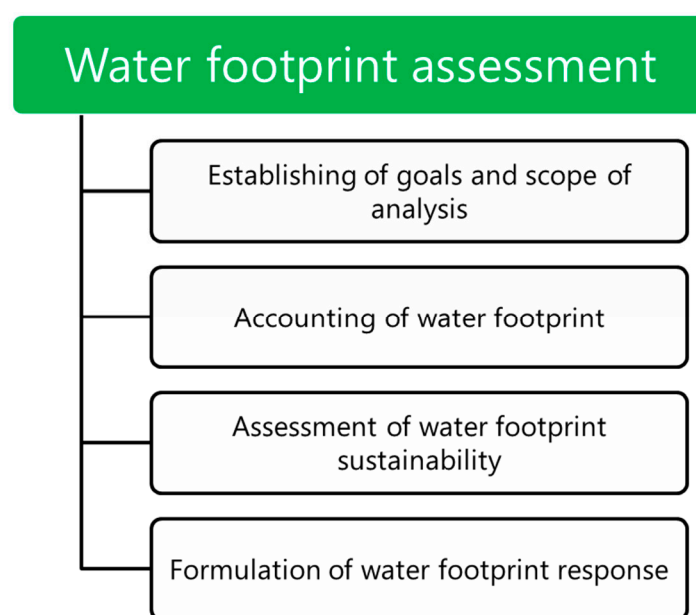 Water footprint assessment
Establishing of goals and scope of
analysis
Accounting of water footprint
Assessment of water footprint
sustainability
Formulation of water footprint response